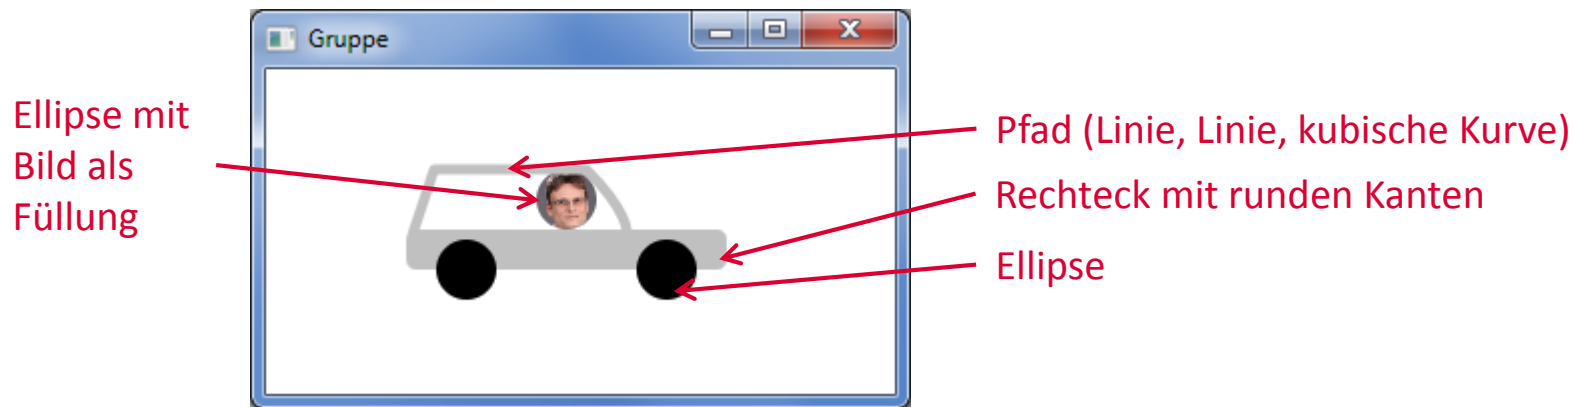 Gruppe
Ellipse mit
Bild als
Füllung
Pfad (Linie, Linie, kubische Kurve)
Rechteck mit runden Kanten
Ellipse